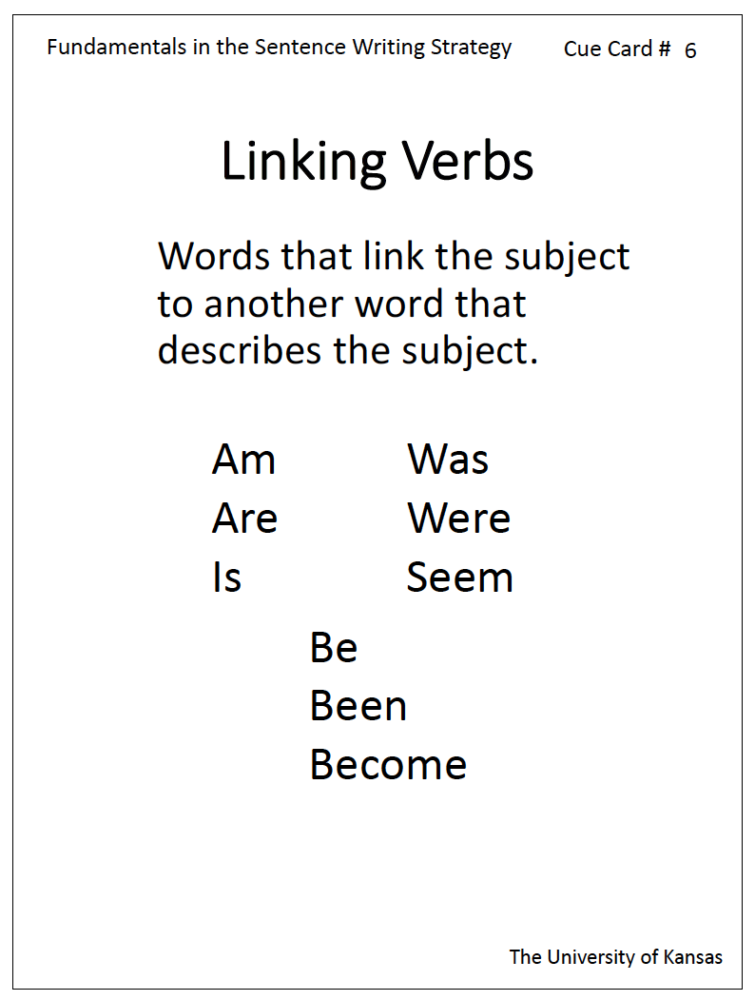 Fundamentals in the Sentence Writing Strategy Cue Card # 6
Linking Verbs
Words that link the subject
to another word that
describes the subject.
Am Was
Are Were
Is Seem
Be
Been
Become
The University of Kansas